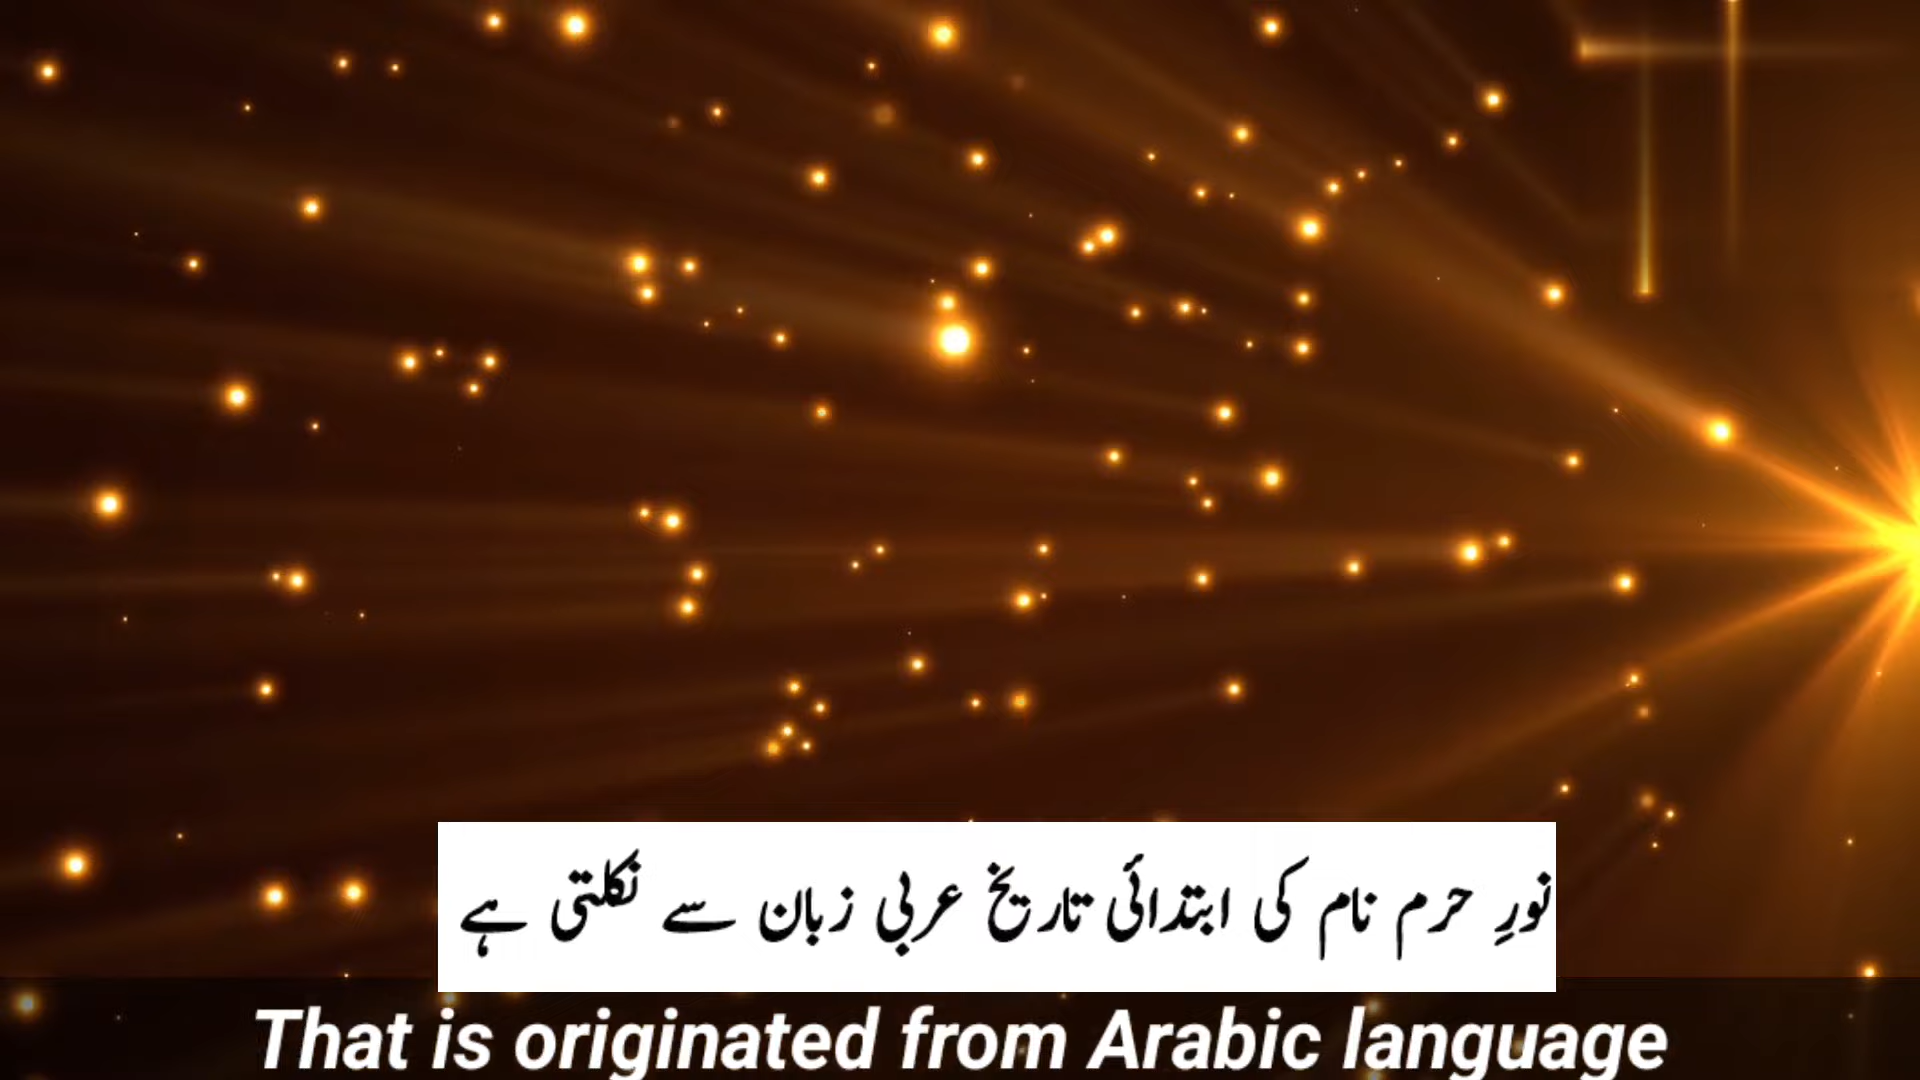 نورِ حرم نام کی ابتدائی تاریخ عربی زبان سے نکلتی ہے
That is originated from Arabic language